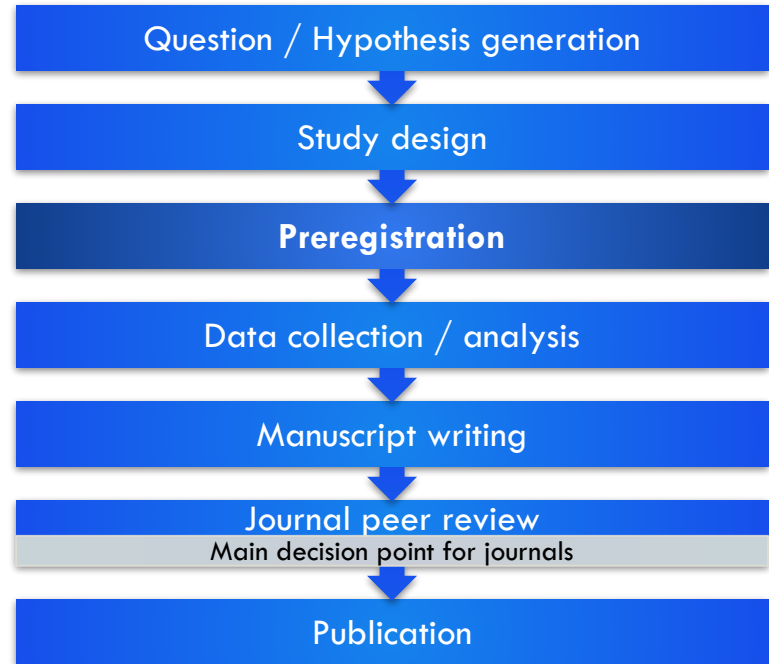 Question / Hypothesis generation
Study design
Preregistration
Data collection / analysis
Manuscript writing
Journal peer review
Main decision point for journals
Publication